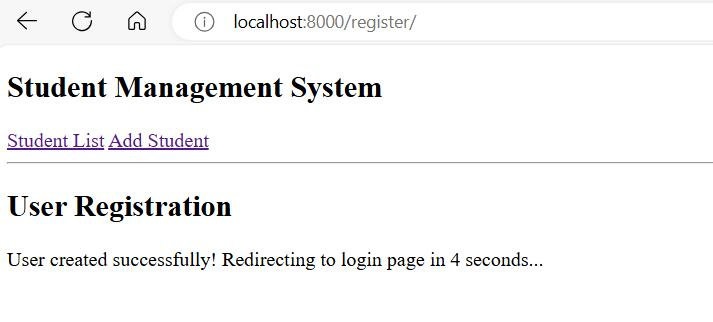 localhost:8000/register/
Student Management System
Student List Add Student
User Registration
User created successfully! Redirecting to login page in 4 seconds...